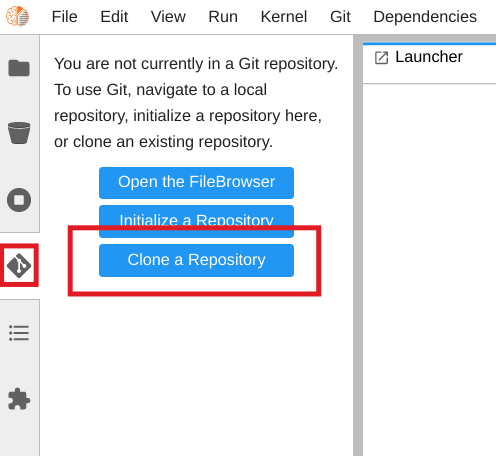 File Edit View Run Kernel Git Dependencies
Launcher
You are not currently in a Git repository.
To use Git, navigate to a local
repository, initialize a repository here,
or clone an existing repository.
Open the FileBrowser
Initialize a Repository
Clone a Repository